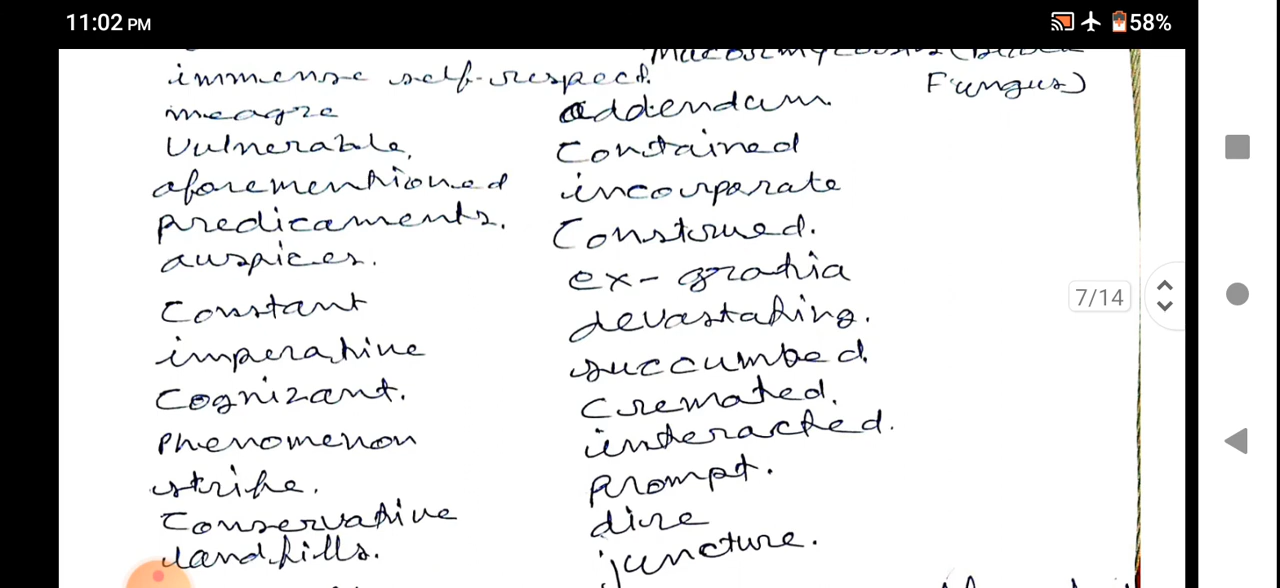 11:02 PM
58%
immense self-respect.
meagre
Vulnerable,
aforementioned
predicaments.
auspices.
Constant
imperative
Cognizant.
Phenomenon
strike.
Conservative
landfills.
Fungus)
addendum.
Contained
incorporate
Construed.
ex-gratia
devastating.
succumbed.
Cremated.
interacted.
Prompt.
dire
juncture.
7/14